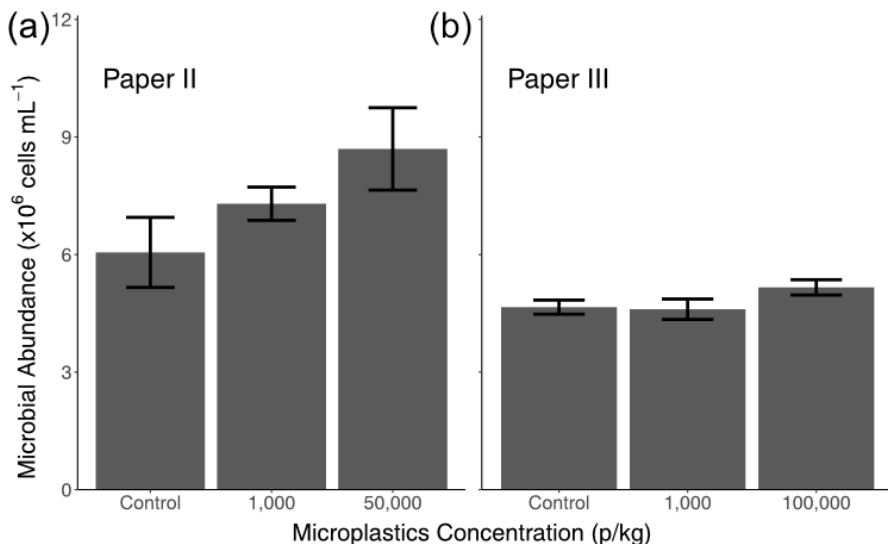 (a)
(b)
Paper II
Paper III
Microbial Abundance (x10⁶ cells mL⁻¹)
12
9
6
3
0
Control 1,000 50,000
Control 1,000 100,000
Microplastics Concentration (p/kg)